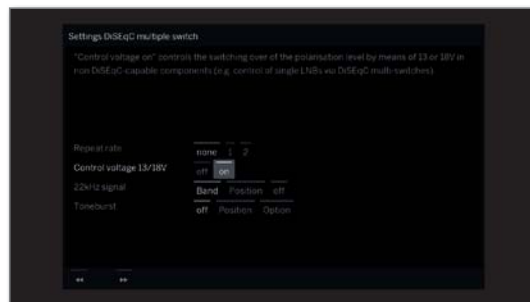 Settings DiSEqC multiple switch
"Control voltage on" controls the switching over of the polarisation level by means of 13 or 18V in
non DiSEqC-capable components (e.g. control of single LNBs via DiSEqC multi-switches)
Repeat rate none 1 2
Control voltage 13/18V off on
22kHz signal Band Position off
Toneburst off Position Option